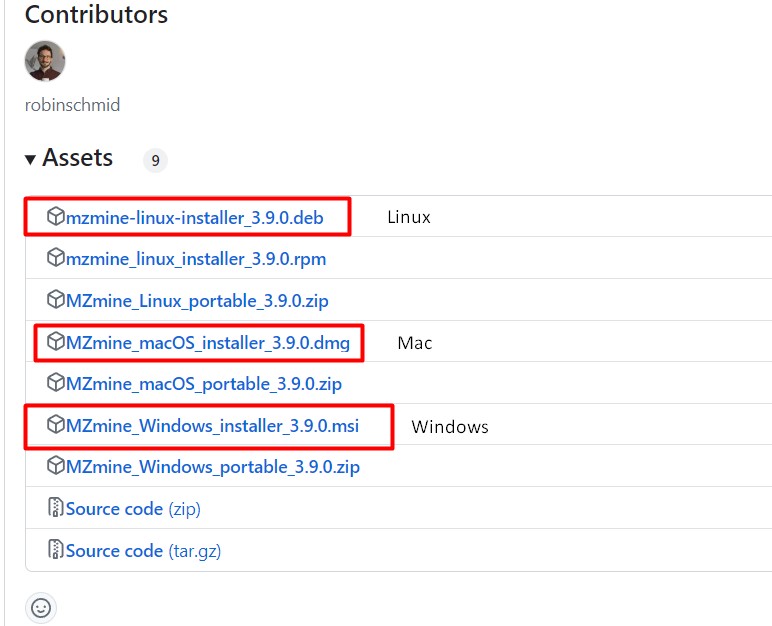 Contributors
robinschmid
Assets 9
mzmine-linux-installer_3.9.0.deb Linux
mzmine_linux_installer_3.9.0.rpm
MZmine_Linux_portable_3.9.0.zip
MZmine_macOS_installer_3.9.0.dmg Mac
MZmine_macOS_portable_3.9.0.zip
MZmine_Windows_installer_3.9.0.msi Windows
MZmine_Windows_portable_3.9.0.zip
Source code (zip)
Source code (tar.gz)